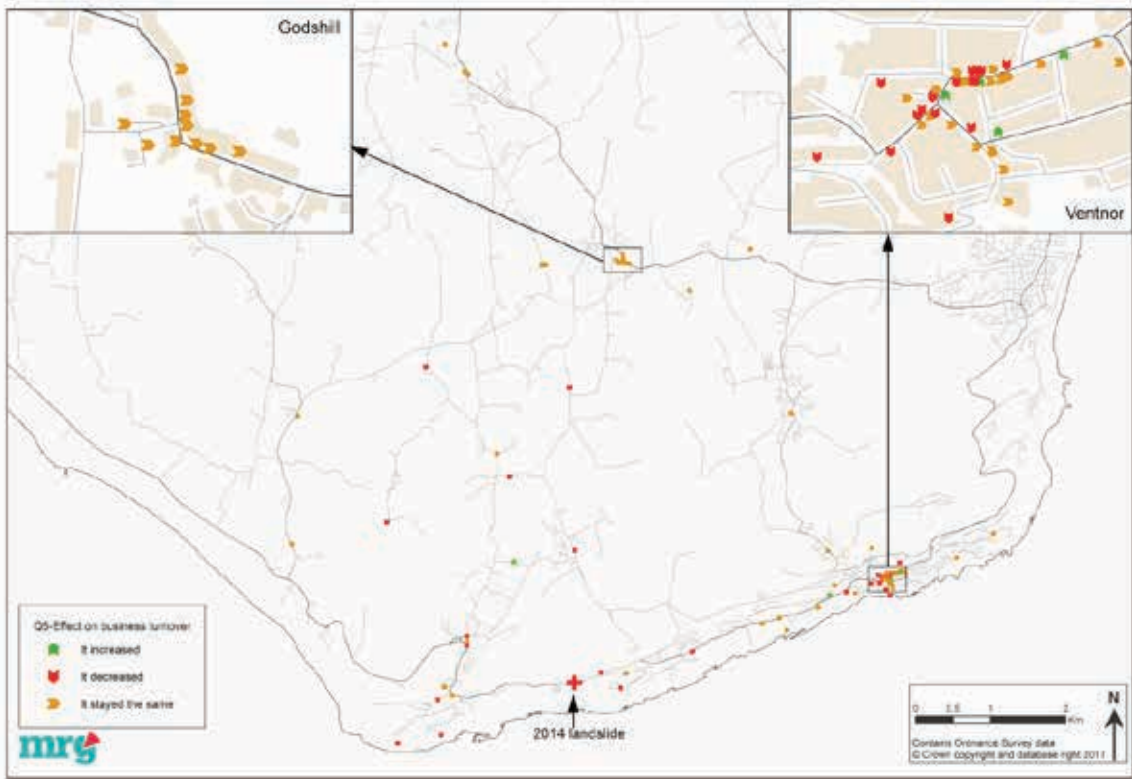 Godshill
Ventnor
Q5-Effect on business turnover
It increased
It decreased
It stayed the same
mrg
2014 landslide
0 0.5 1 2
Km
N
Contains Ordnance Survey data
© Crown copyright and database right